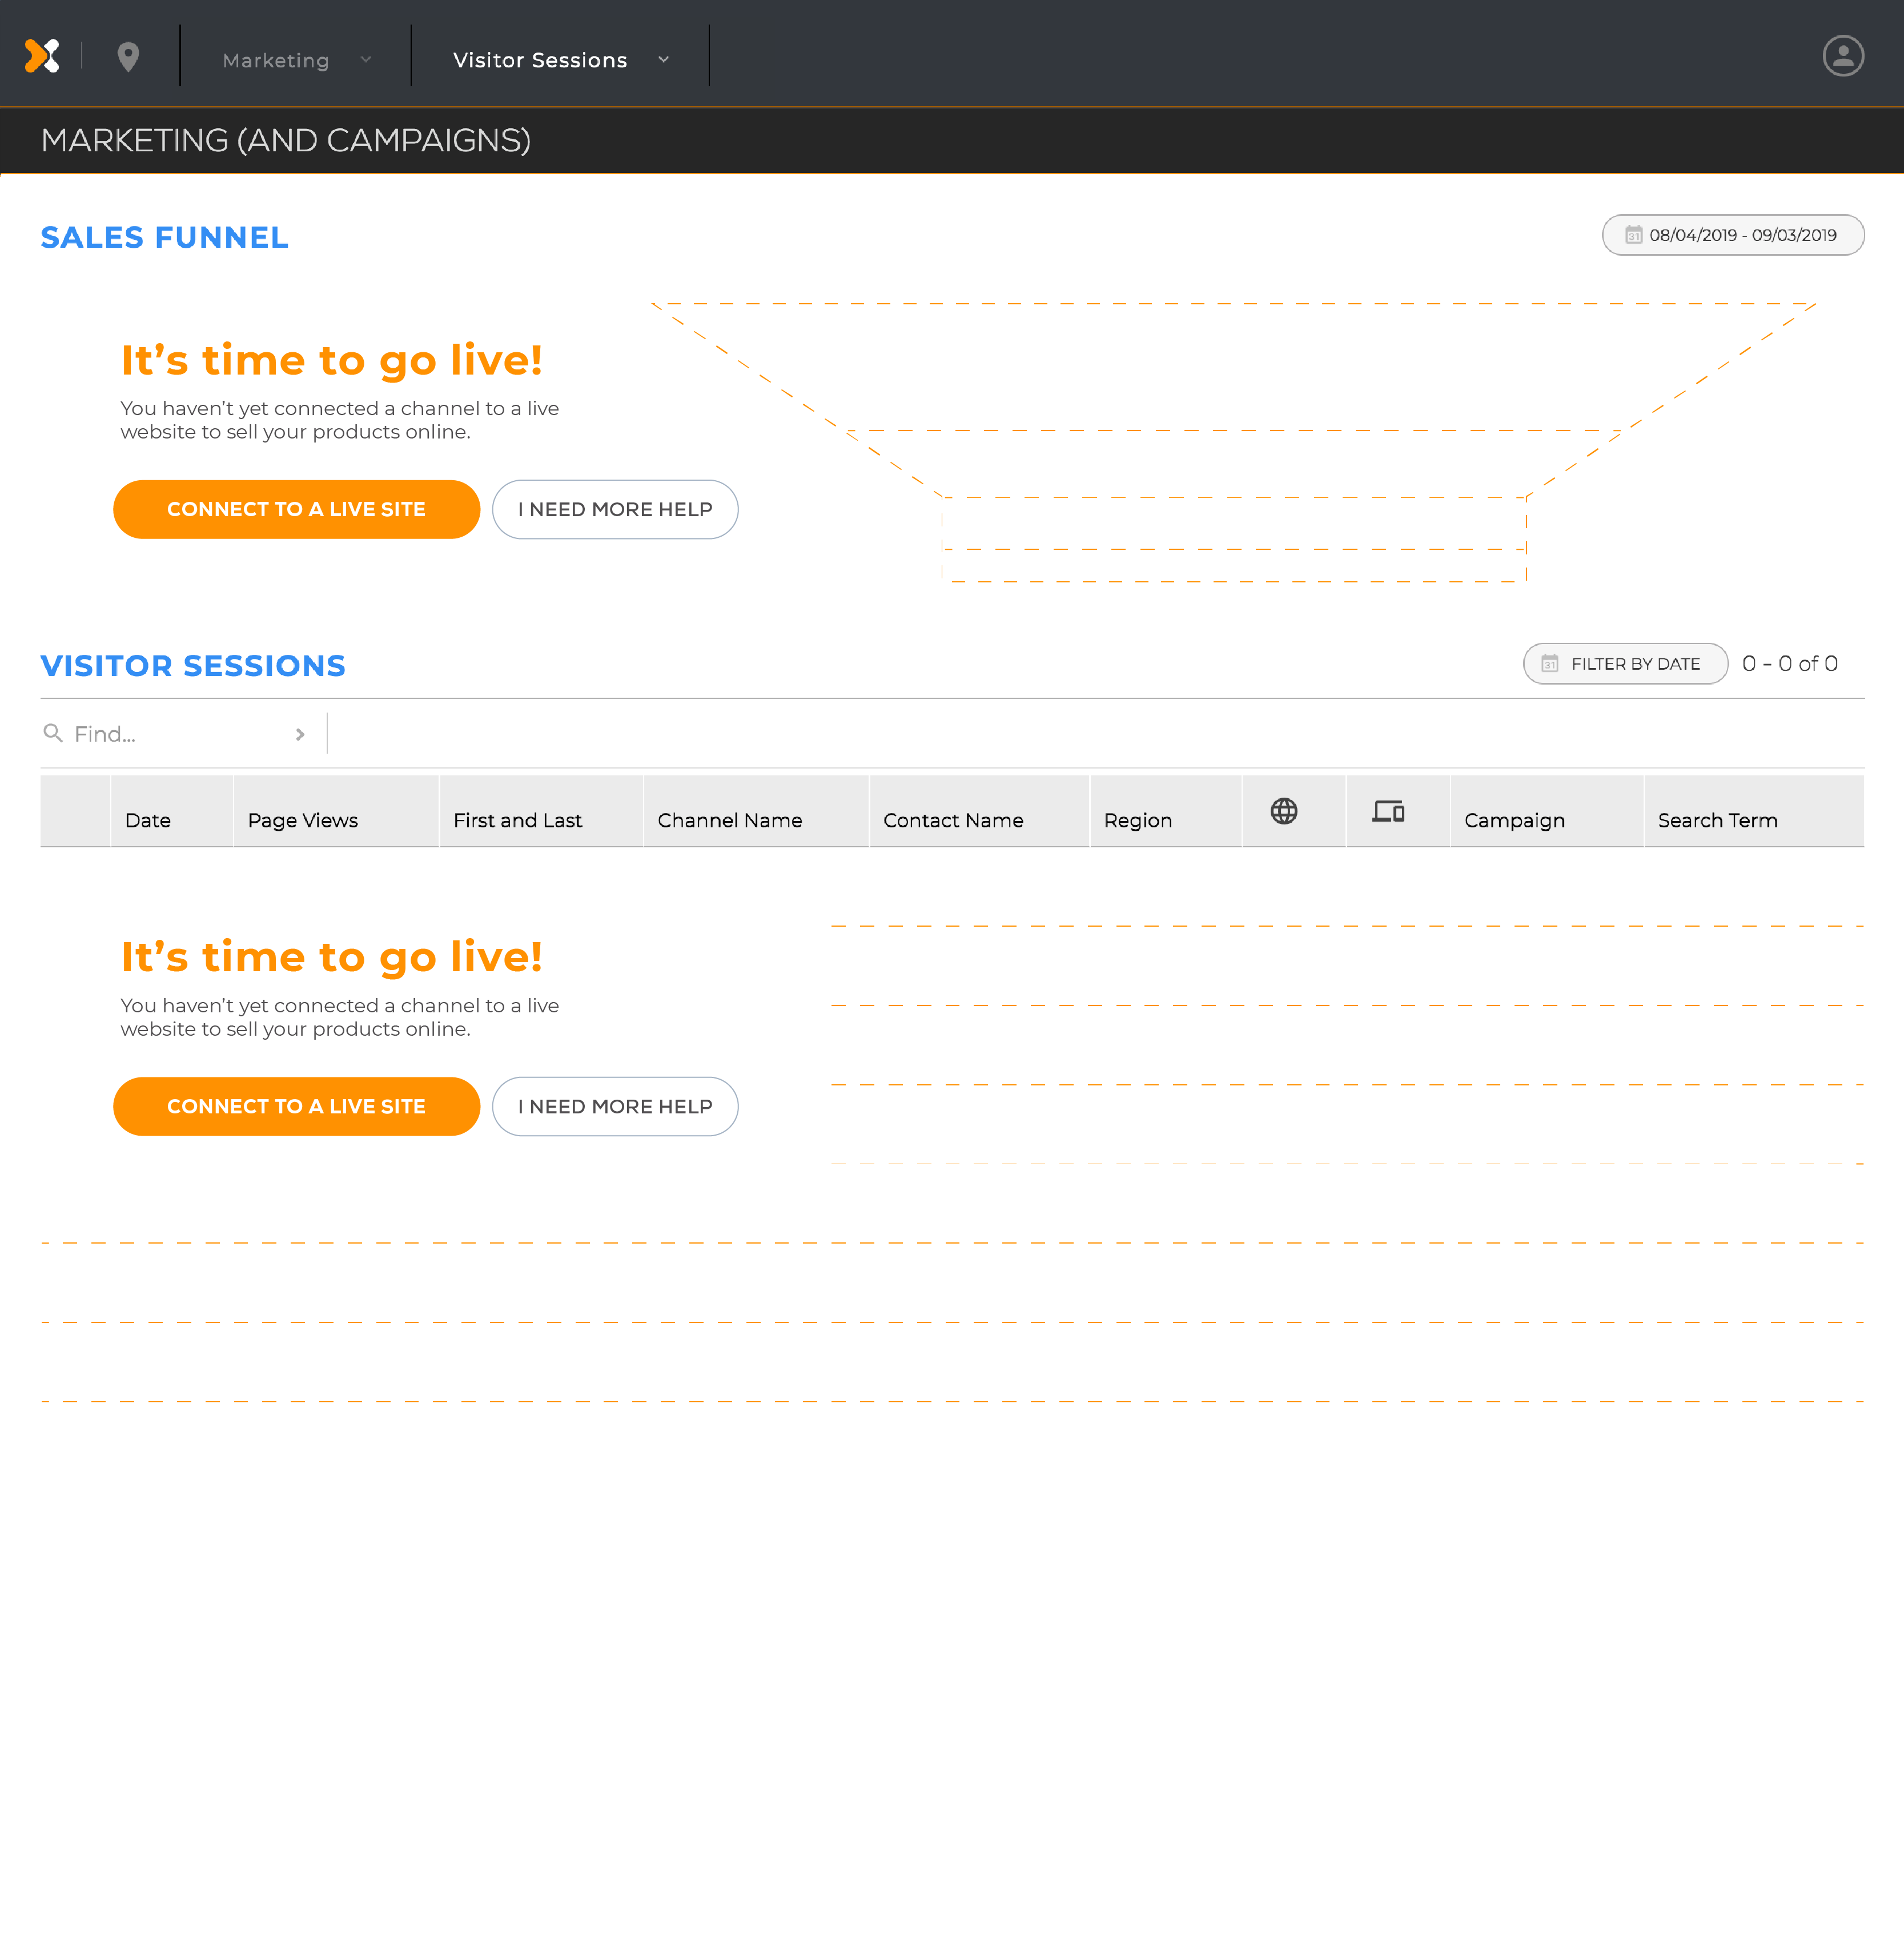 Marketing
Visitor Sessions
MARKETING (AND CAMPAIGNS)
SALES FUNNEL
31 08/04/2019 - 09/03/2019
It’s time to go live!
You haven’t yet connected a channel to a live
website to sell your products online.
CONNECT TO A LIVE SITE
I NEED MORE HELP
VISITOR SESSIONS
31 FILTER BY DATE
0 - 0 of 0
Find...
Date
Page Views
First and Last
Channel Name
Contact Name
Region
Campaign
Search Term
It’s time to go live!
You haven’t yet connected a channel to a live
website to sell your products online.
CONNECT TO A LIVE SITE
I NEED MORE HELP